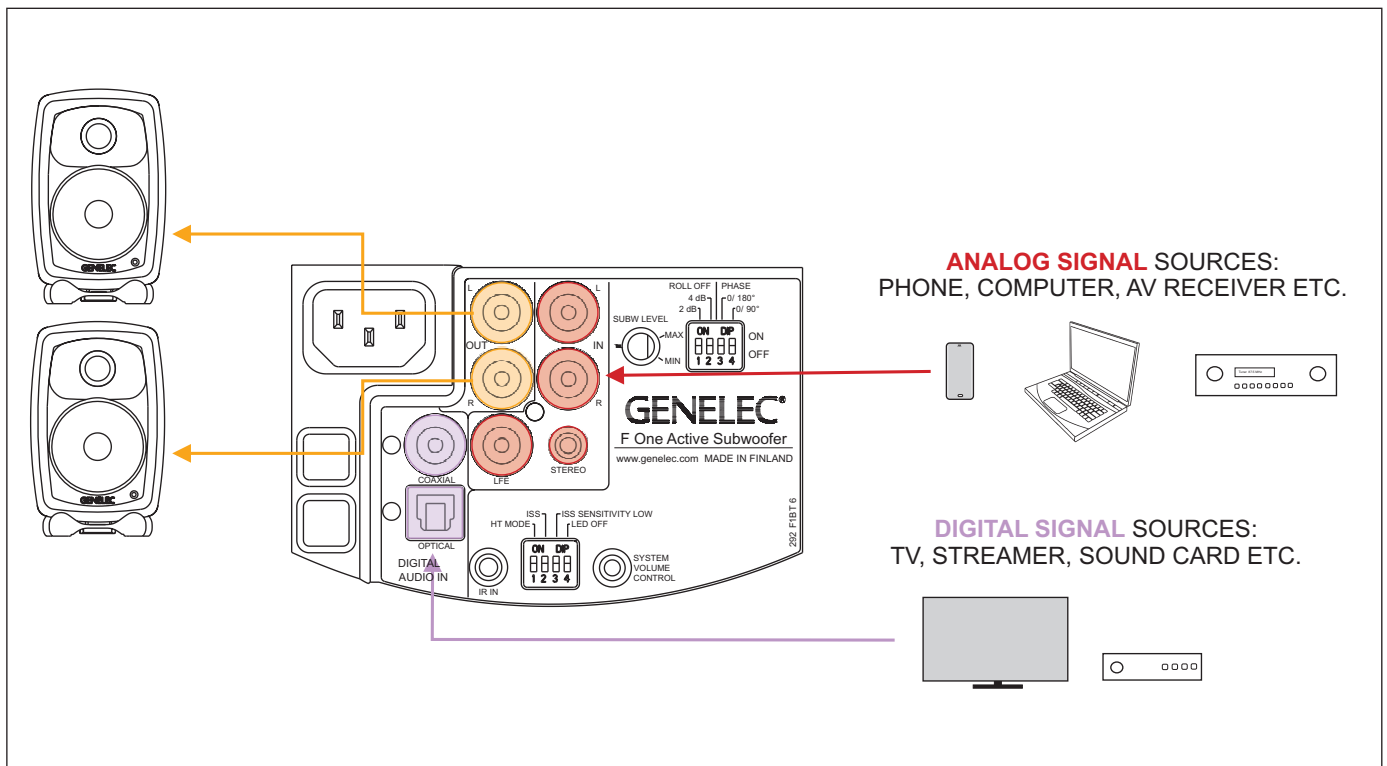 GENELEC
GENELEC
L
L
OUT
IN
R
R
COAXIAL
LFE
STEREO
OPTICAL
DIGITAL
AUDIO IN
SUBW LEVEL
MAX
MIN
ROLL OFF
PHASE
4 dB
0/ 180°
2 dB
0/ 90°
ON DIP
1 2 3 4
ON
OFF
GENELEC®
F One Active Subwoofer
www.genelec.com MADE IN FINLAND
292 F1BT 6
ISS
ISS SENSITIVITY LOW
HT MODE
LED OFF
ON DIP
1 2 3 4
IR IN
SYSTEM
VOLUME
CONTROL
ANALOG SIGNAL SOURCES:
PHONE, COMPUTER, AV RECEIVER ETC.
DIGITAL SIGNAL SOURCES:
TV, STREAMER, SOUND CARD ETC.